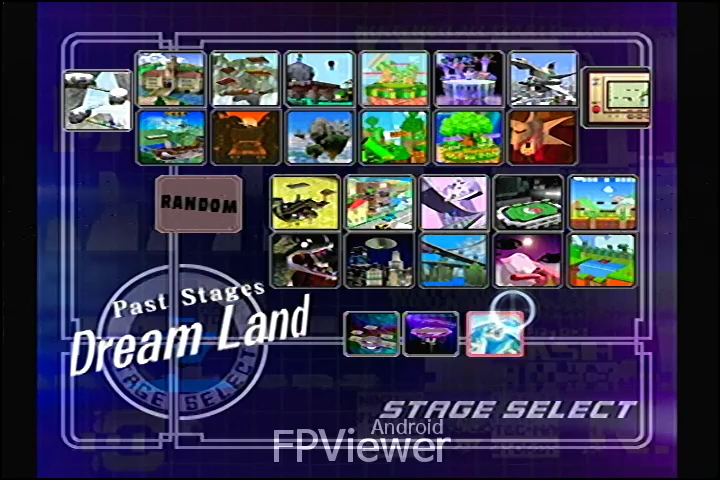 RANDOM
Past Stages
Dream Land
STAGE SELECT
STAGE SELECT
Android
FPViewer